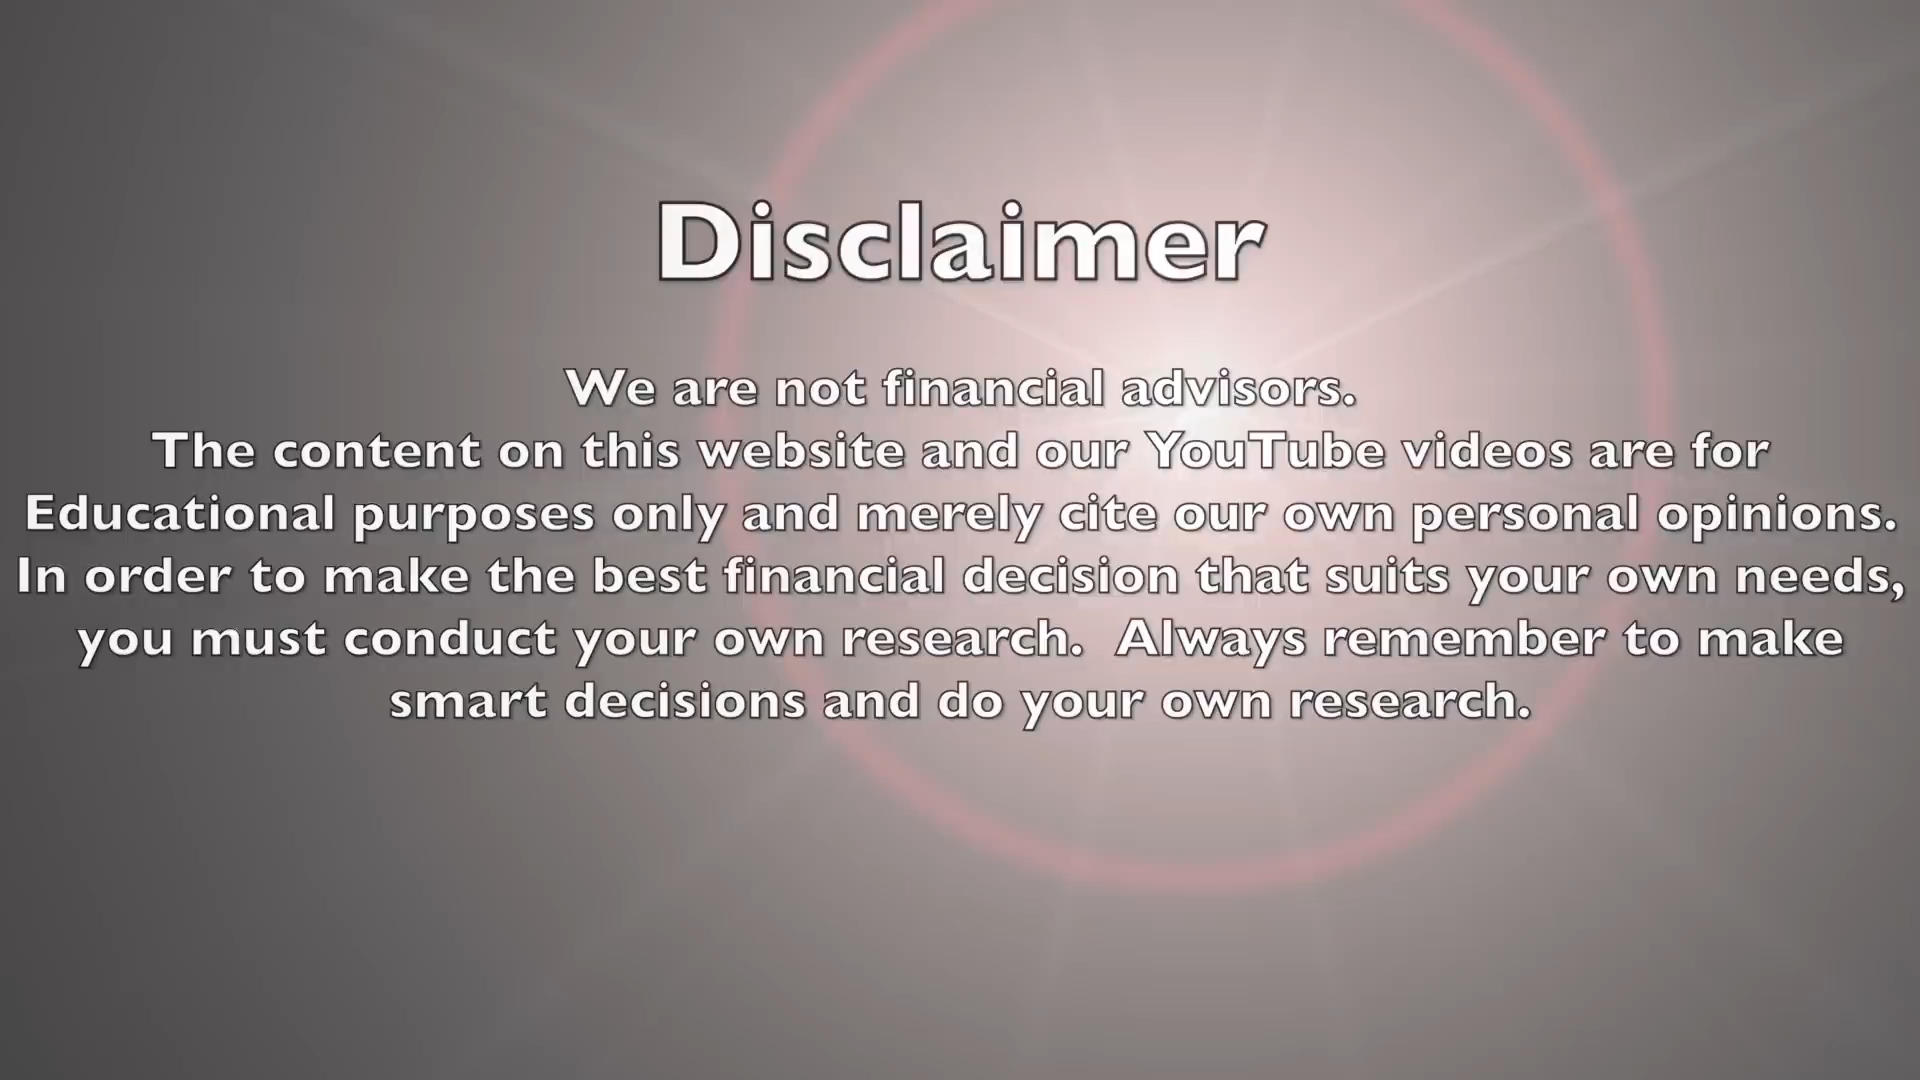 Disclaimer
We are not financial advisors.
The content on this website and our YouTube videos are for
Educational purposes only and merely cite our own personal opinions.
In order to make the best financial decision that suits your own needs,
you must conduct your own research.  Always remember to make
smart decisions and do your own research.